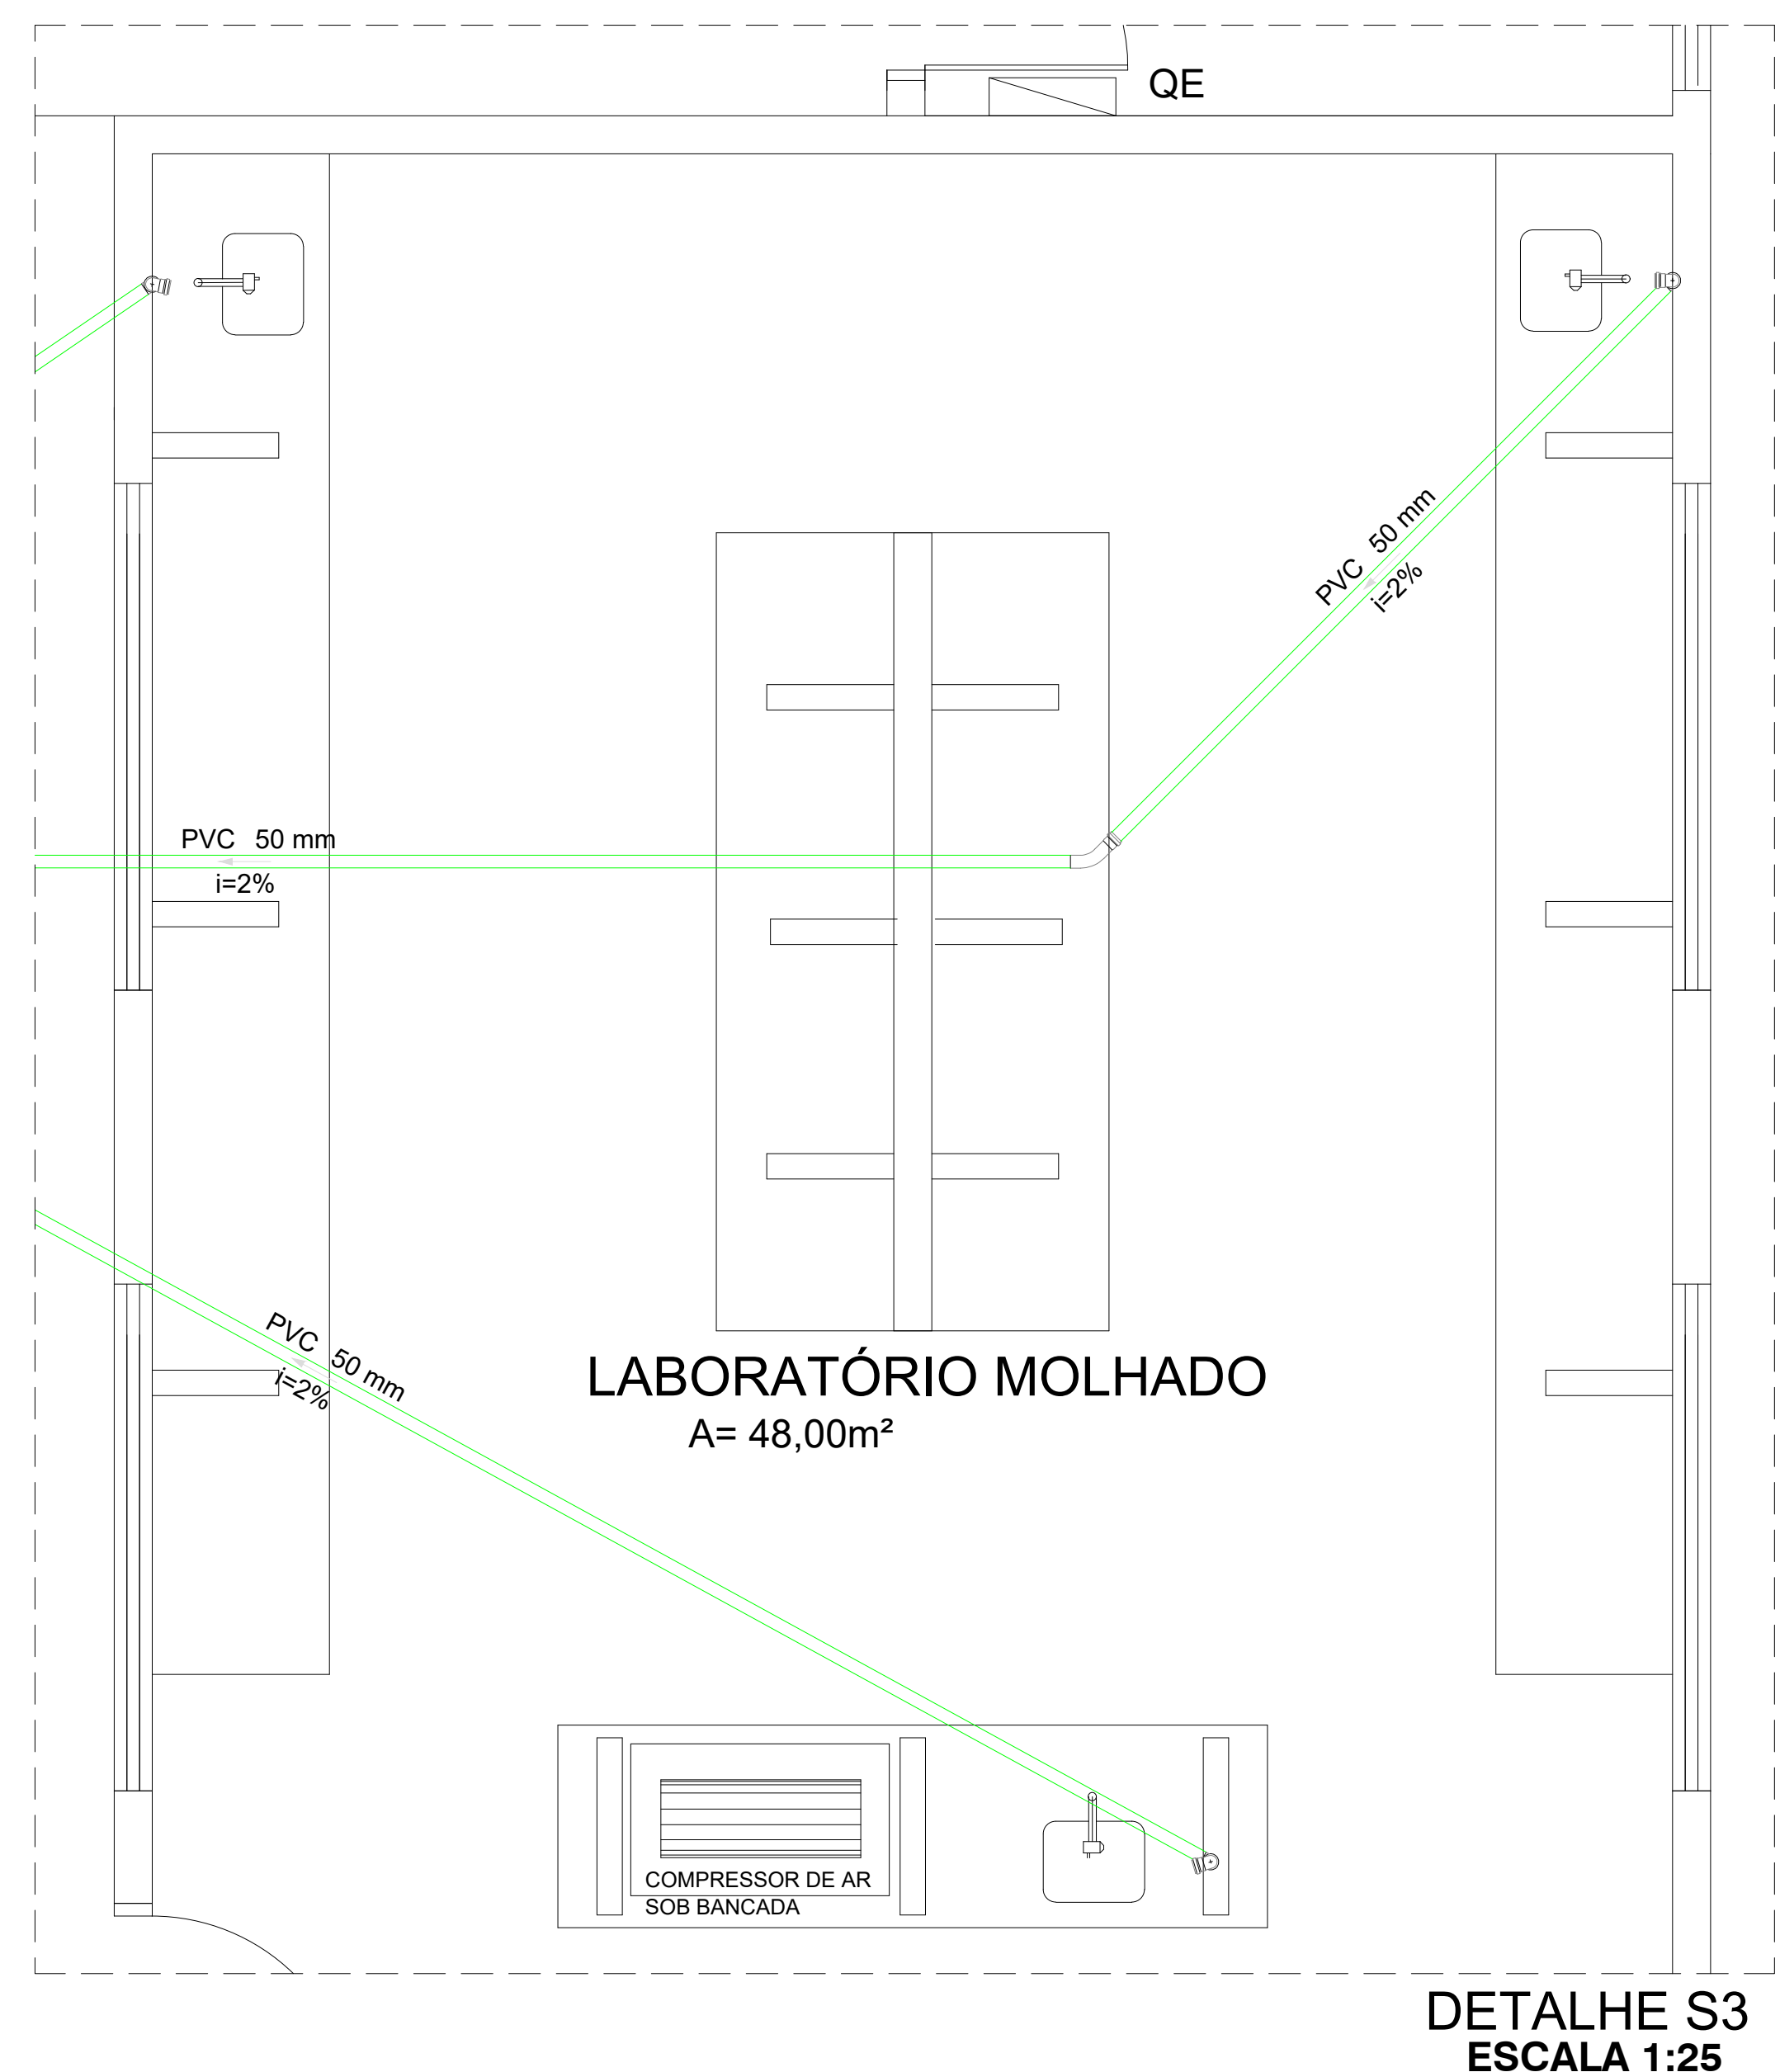 QE
PVC 50 mm
i=2%
PVC 50 mm
i=2%
PVC 50 mm
i=2%
LABORATÓRIO MOLHADO
A= 48,00m²
COMPRESSOR DE AR
SOB BANCADA
DETALHE S3
ESCALA 1:25